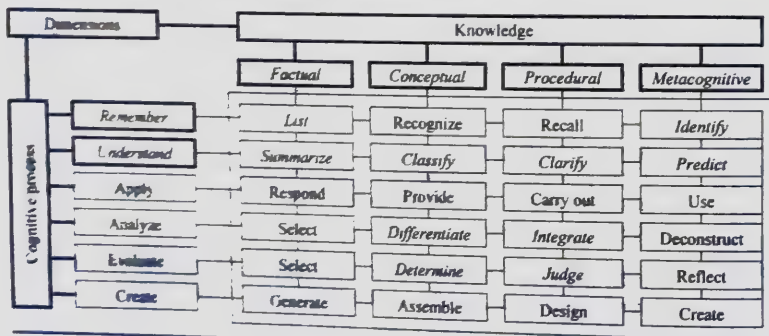 Dimensions
Knowledge
Factual Conceptual Procedural Metacognitive
Cognitive process
Remember List Recognize Recall Identify
Understand Summarize Classify Clarify Predict
Apply Respond Provide Carry out Use
Analyze Select Differentiate Integrate Deconstruct
Evaluate Select Determine Judge Reflect
Create Generate Assemble Design Create